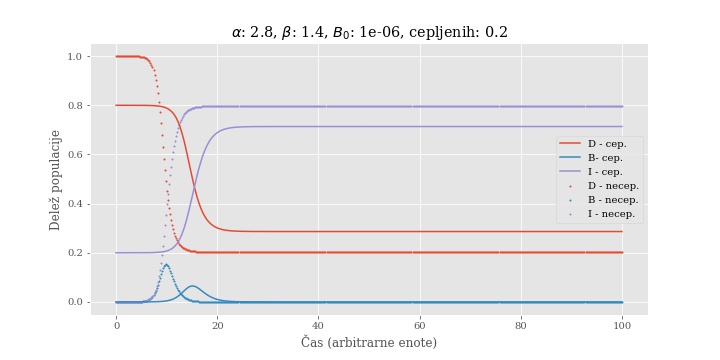 α: 2.8, β: 1.4, B₀: 1e-06, cepljenih: 0.2
1.0
0.8
0.6
0.4
0.2
0.0
Delež populacije
D - cep.
B- cep.
I - cep.
D - necep.
B - necep.
I - necep.
0 20 40 60 80 100
Čas (arbitrarne enote)